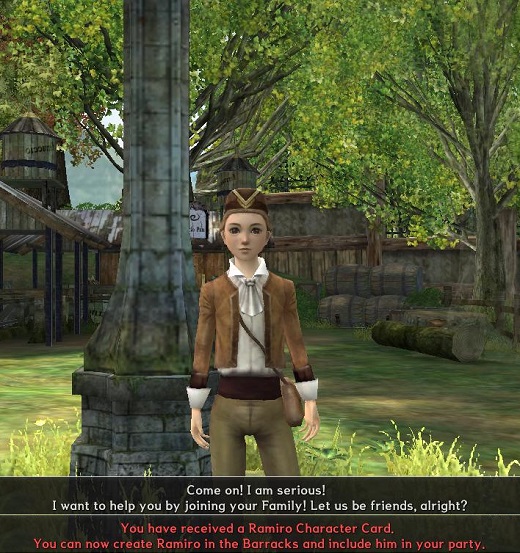 Come on! I am serious!
I want to help you by joining your Family! Let us be friends, alright?
You have received a Ramiro Character Card.
You can now create Ramiro in the Barracks and include him in your party.